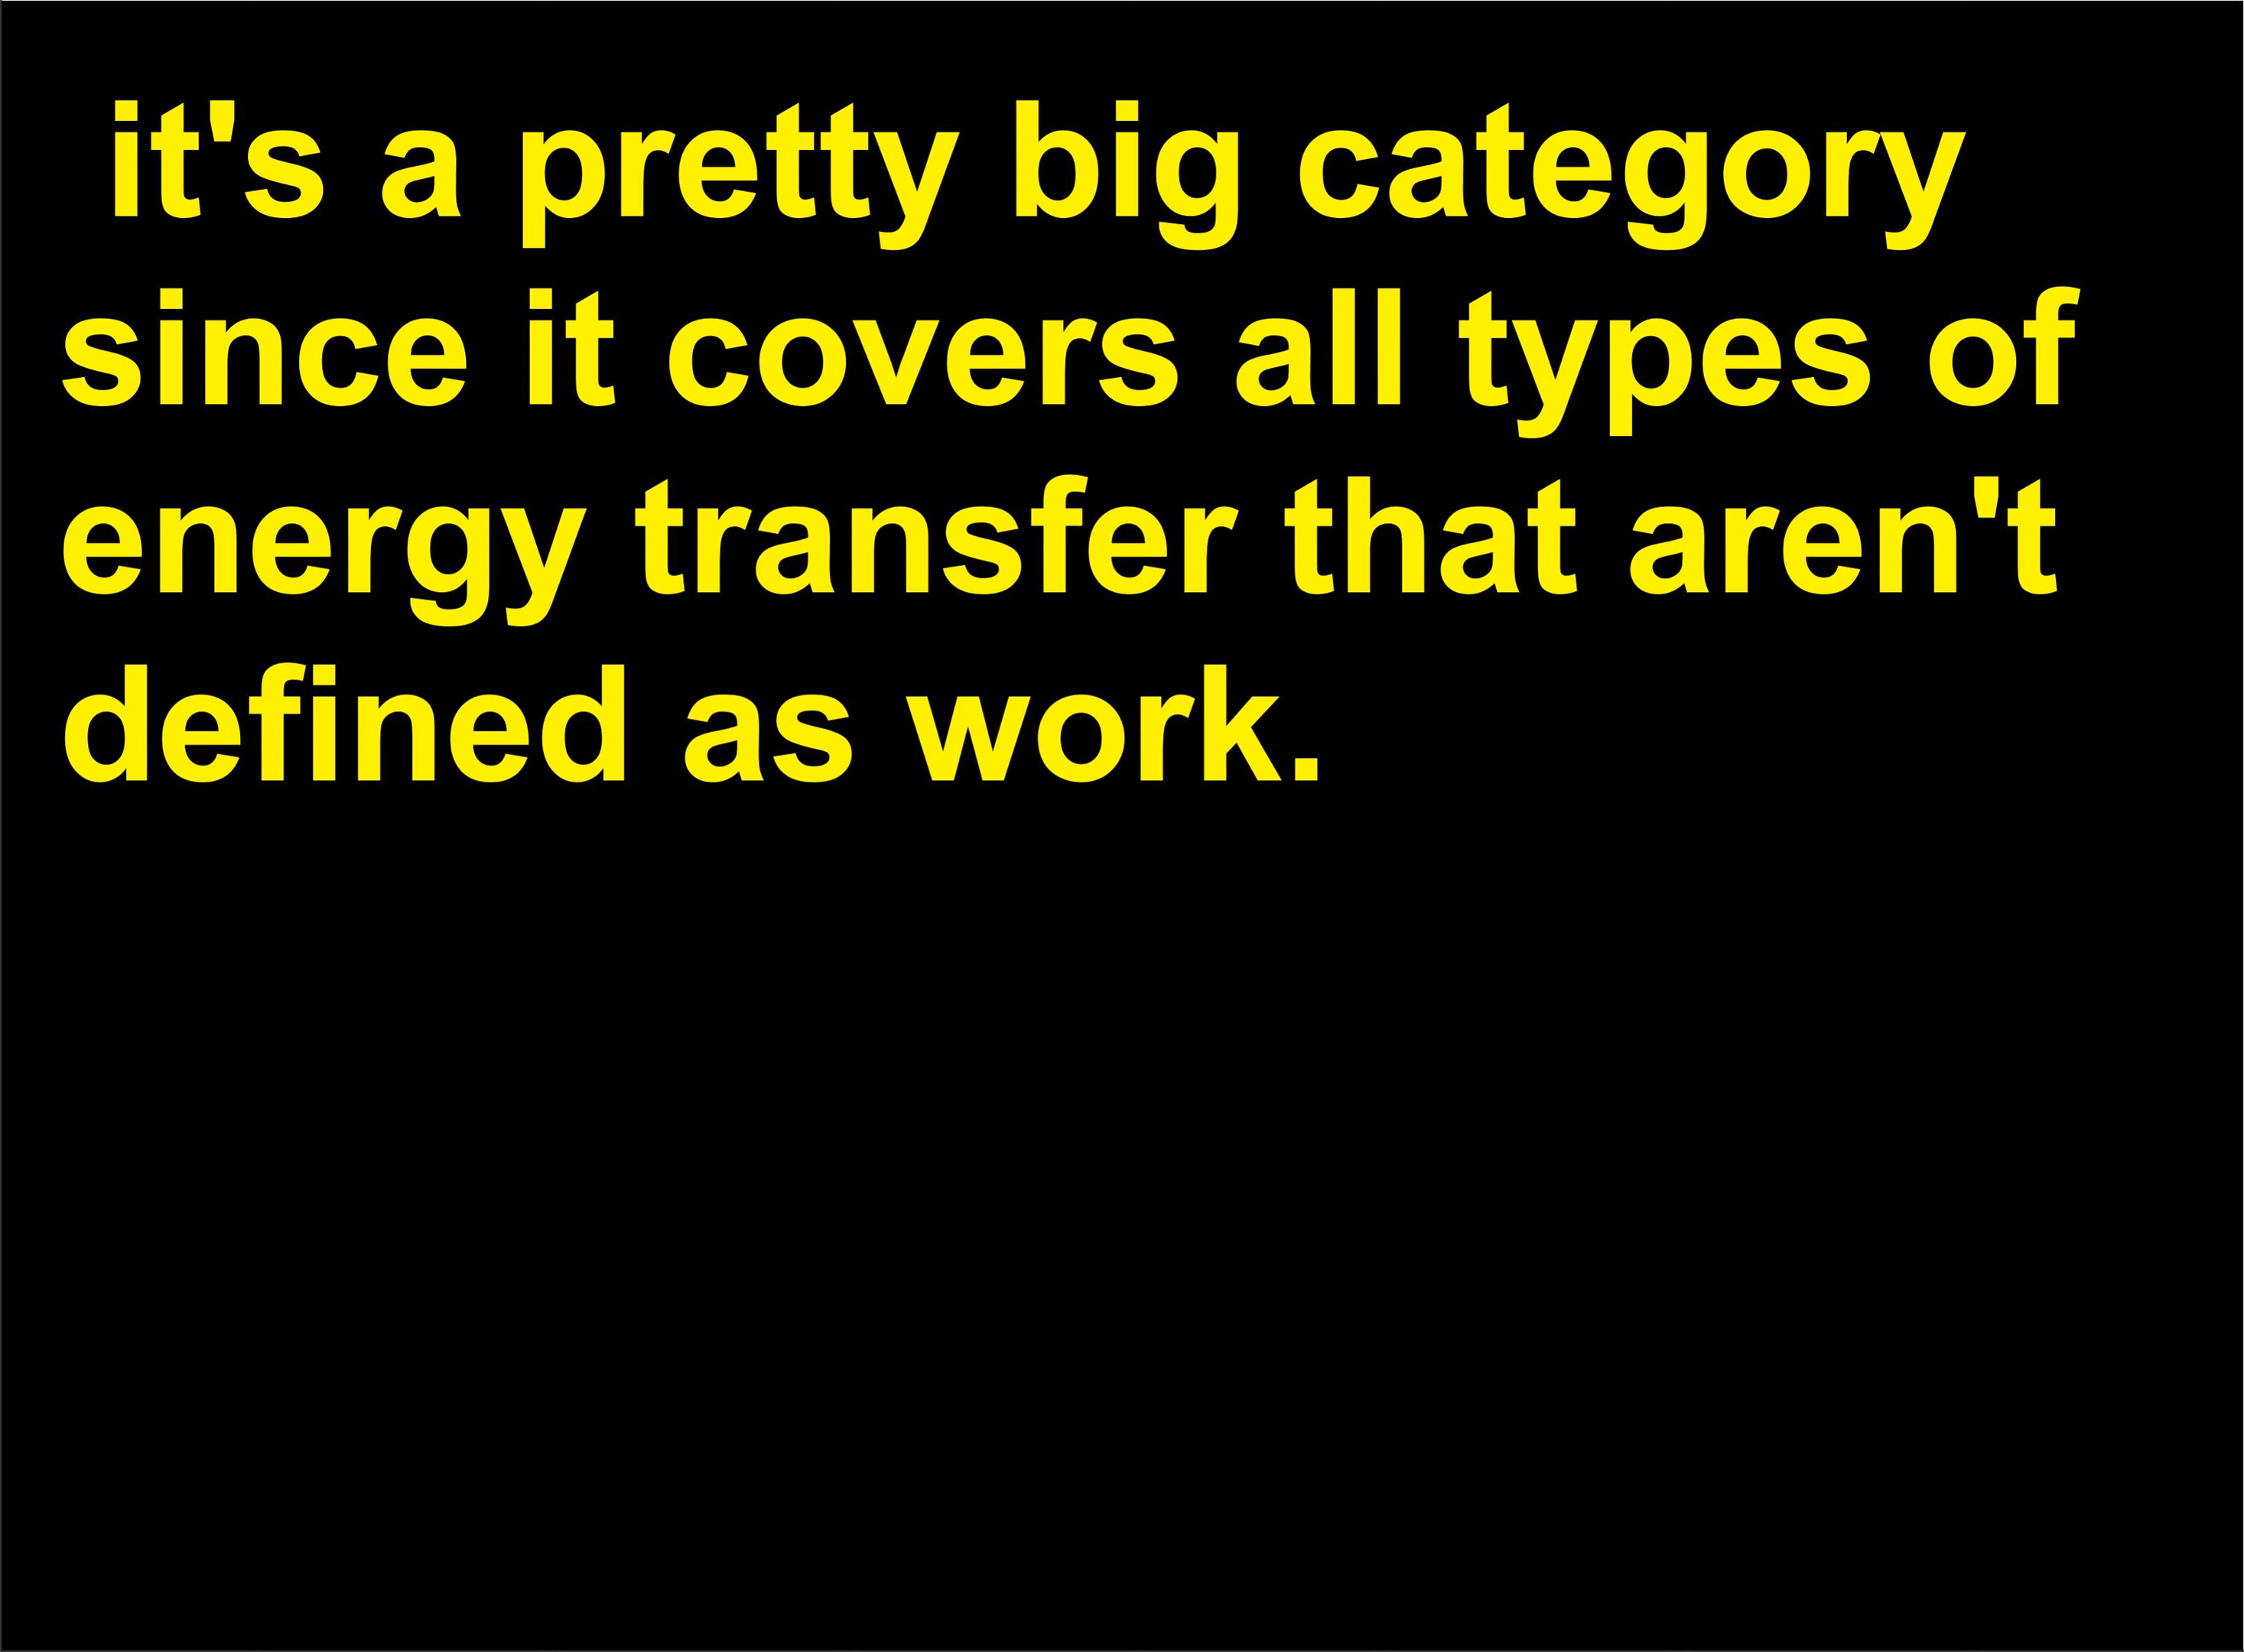 it's a pretty big category
since it covers all types of
energy transfer that aren't
defined as work.